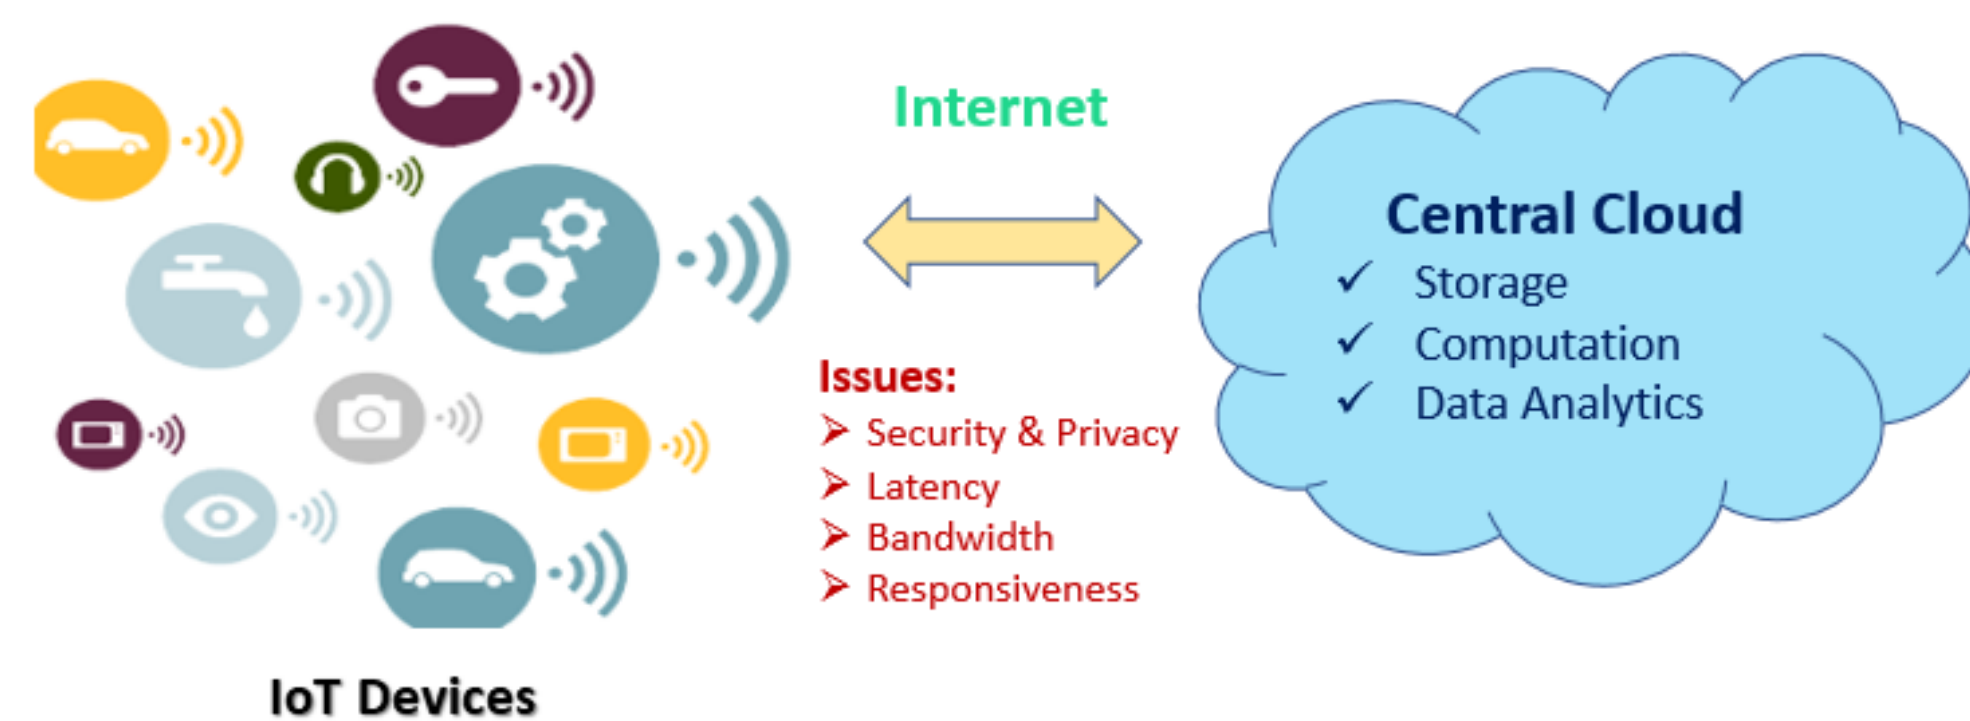 Internet
Central Cloud
✓ Storage
✓ Computation
✓ Data Analytics
Issues:
➢ Security & Privacy
➢ Latency
➢ Bandwidth
➢ Responsiveness
IoT Devices